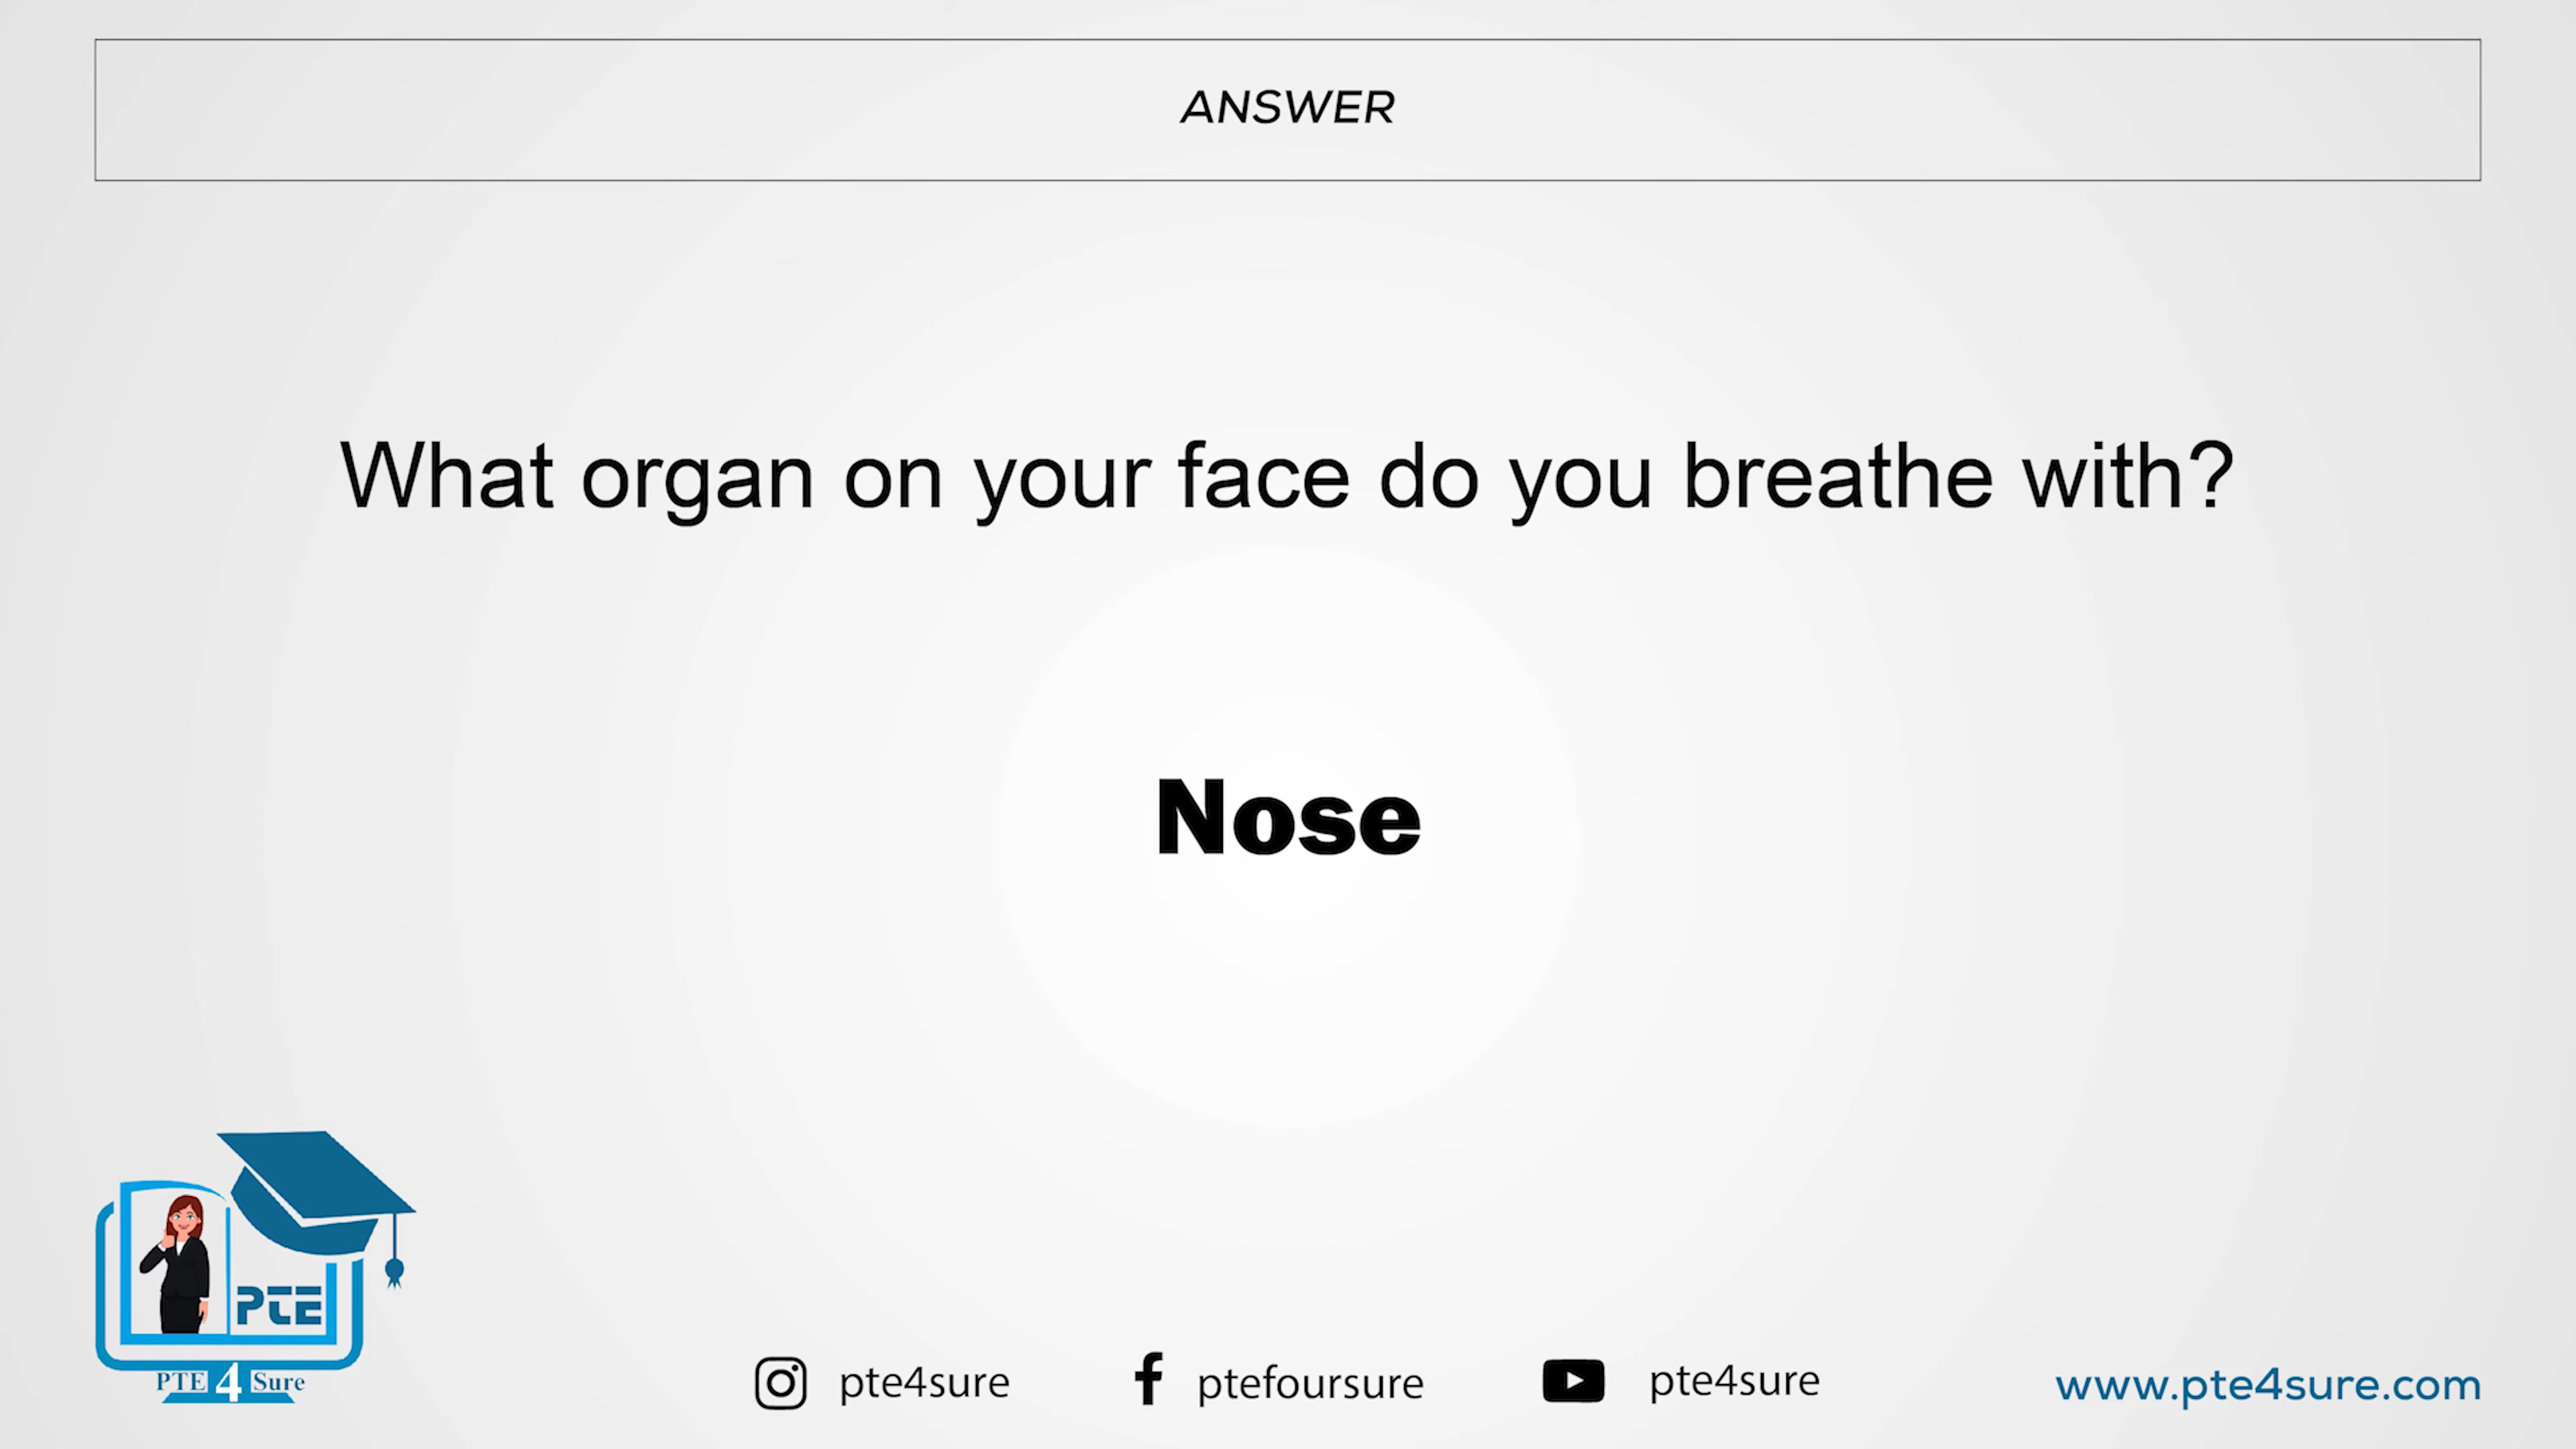 ANSWER
What organ on your face do you breathe with?
Nose
PTE
PTE 4 Sure
pte4sure
ptefoursure
pte4sure
www.pte4sure.com